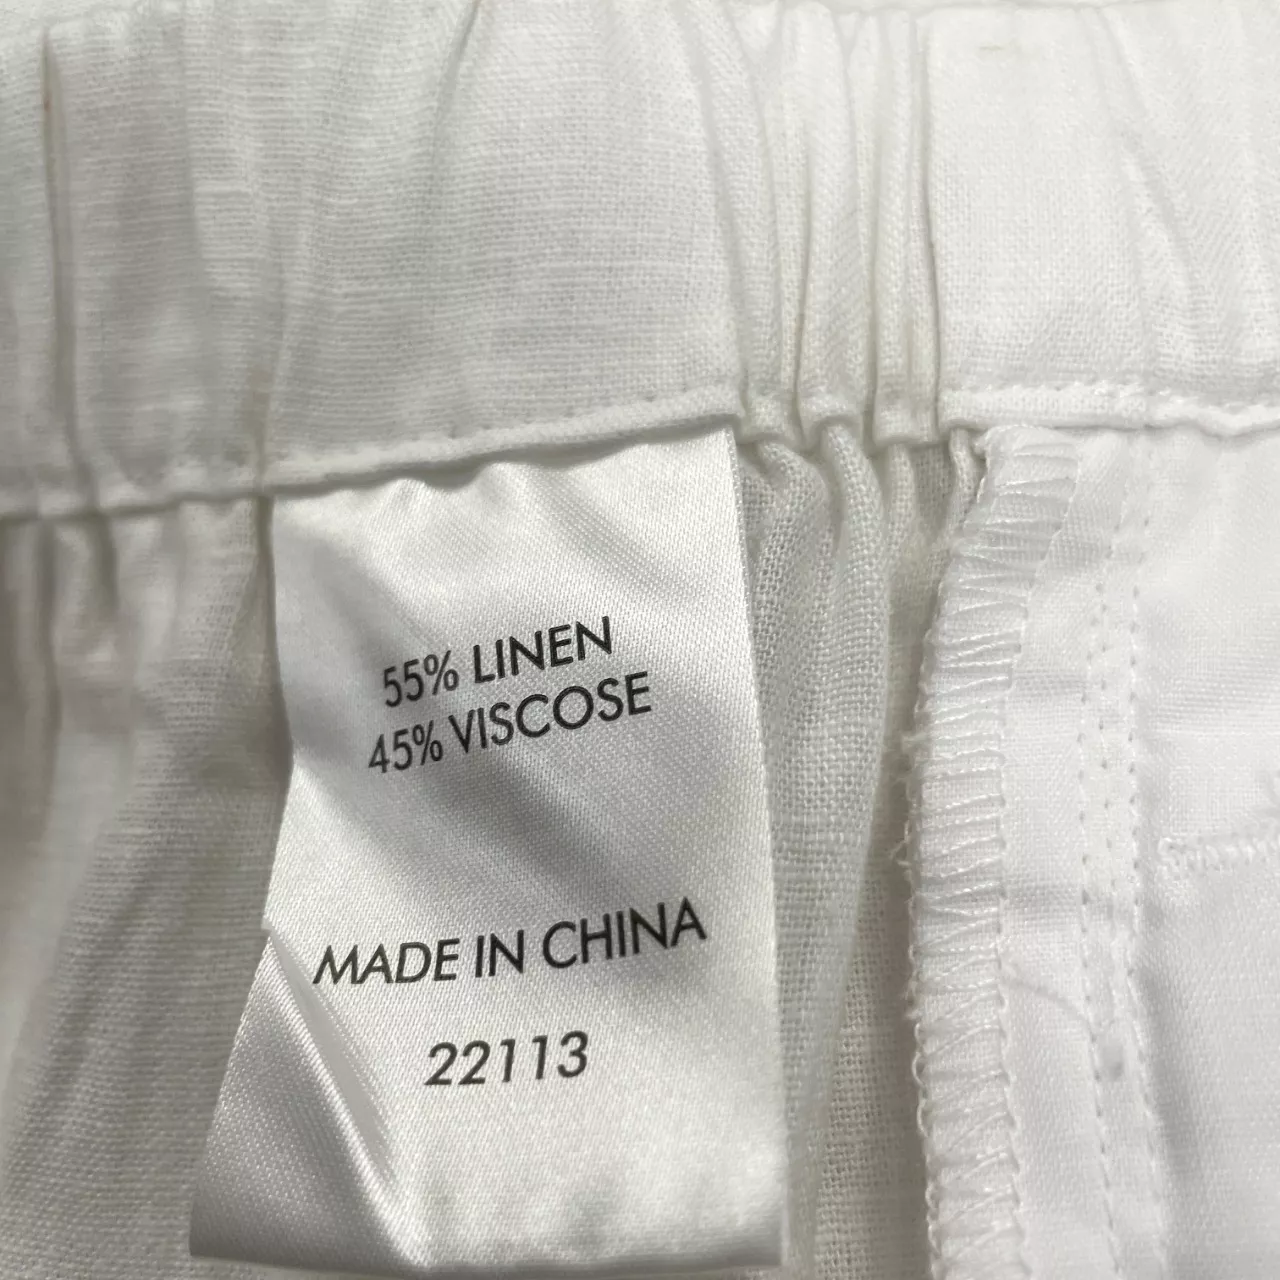 55% LINEN
45% VISCOSE
MADE IN CHINA
22113